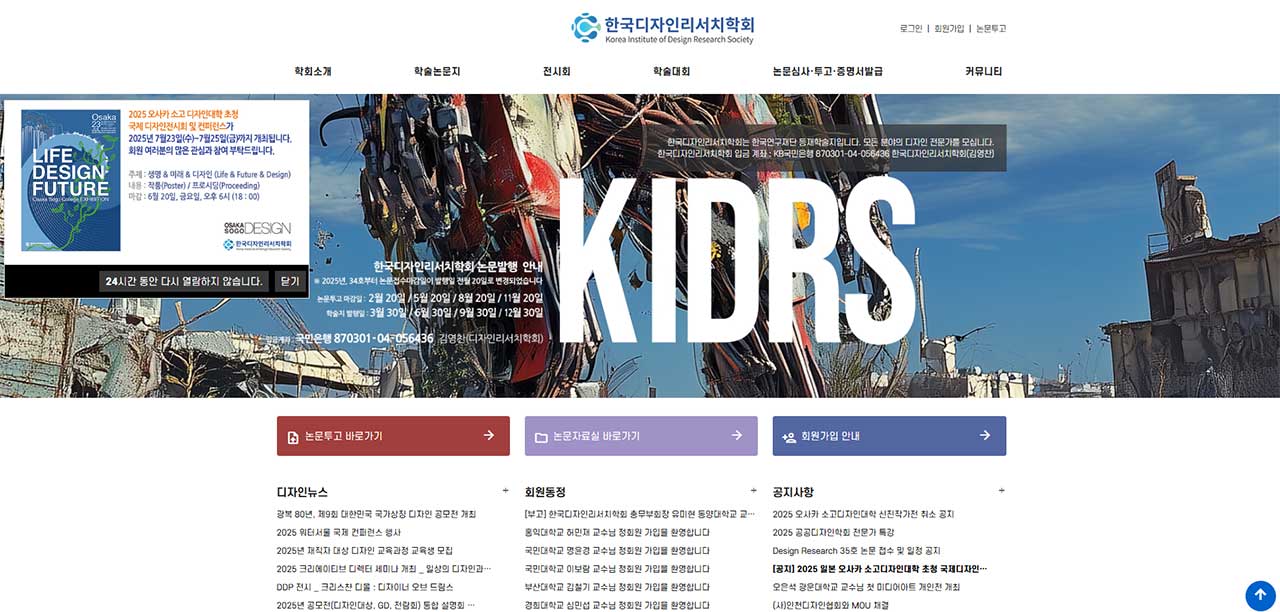 한국디자인리서치학회
Korea Institute of Design Research Society
로그인 | 회원가입 | 논문투고
학회소개 학술논문지 전시회 학술대회 논문심사·투고·증명서발급 커뮤니티
Osaka
23
LIFE
DESIGN
FUTURE
Osaka Sogo College EXHIBITION
2025 오사카 소고 디자인대학 초청
국제 디자인전시회 및 컨퍼런스가
2025년 7월23일(수)~7월25일(금)까지 개최됩니다.
회원 여러분의 많은 관심과 참여 부탁드립니다.
주제 : 생명 & 미래 & 디자인 (Life & Future & Design)
내용 : 작품(Poster) / 프로시딩(Proceeding)
마감 : 6월 20일, 금요일, 오후 6시 (18 : 00)
OSAKA
SOGO DESIGN
한국디자인리서치학회
24시간 동안 다시 열람하지 않습니다. 닫기
한국디자인리서치학회는 한국연구재단 등재학술지입니다. 모든 분야의 디자인 전문가를 모십니다.
한국디자인리서치학회 입금 계좌 : KB국민은행 870301-04-056436 한국디자인리서치학회(김영찬)
KIDRS
한국디자인리서치학회 논문발행 안내
※ 2025년, 34호부터 논문접수마감일이 발행일 전월 20일로 변경되었습니다
논문투고 마감일 : 2월 20일 / 5월 20일 / 8월 20일 / 11월 20일
학술지 발행일 : 3월 30일 / 6월 30일 / 9월 30일 / 12월 30일
입금계좌 : 국민은행 870301-04-056436 김영찬(디자인리서치학회)
논문투고 바로가기
논문자료실 바로가기
회원가입 안내
디자인뉴스 +
광복 80년, 제9회 대한민국 국가상징 디자인 공모전 개최
2025 워터서울 국제 컨퍼런스 행사
2025년 재직자 대상 디자인 교육과정 교육생 모집
2025 크리에이티브 디렉터 세미나 개최 _ 일상의 디자인과…
DDP 전시 _ 크리스찬 디올 : 디자이너 오브 드림스
2025년 공모전(디자인대상, GD, 전람회) 통합 설명회 …
회원동정 +
[부고] 한국디자인리서치학회 총무부회장 유미현 동양대학교 교…
홍익대학교 허민재 교수님 정회원 가입을 환영합니다
국민대학교 명윤경 교수님 정회원 가입을 환영합니다
국민대학교 이보람 교수님 정회원 가입을 환영합니다
부산대학교 김철기 교수님 정회원 가입을 환영합니다
경희대학교 심민섭 교수님 정회원 가입을 환영합니다
공지사항 +
2025 오사카 소고디자인대학 신진작가전 취소 공지
2025 공공디자인학회 전문가 특강
Design Research 35호 논문 접수 및 일정 공지
[공지] 2025 일본 오사카 소고디자인대학 초청 국제디자인…
오은석 광운대학교 교수님 첫 미디어아트 개인전 개최
(사)인천디자인협회와 MOU 체결